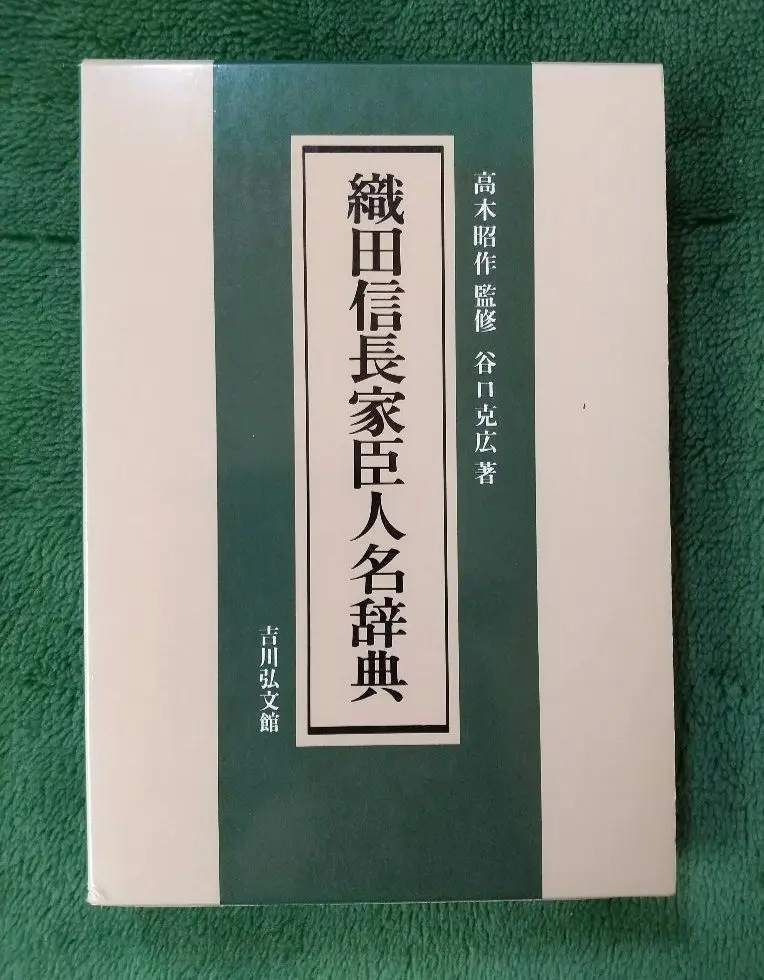 高木昭作 監修 谷口克広 著
織田信長家臣人名辞典
吉川弘文館